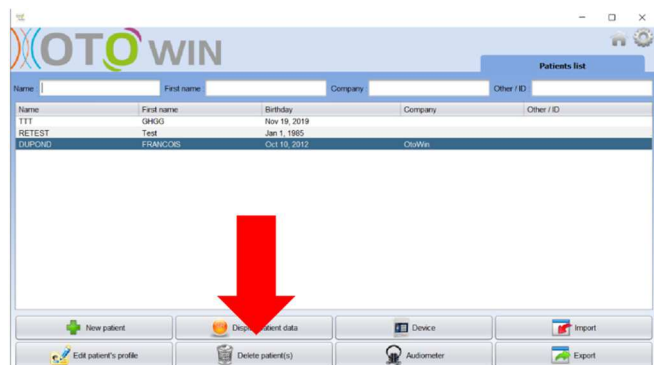 OTO WIN
Patients list
Name First name Company Other / ID
Name First name Birthday Company Other / ID
TTT GHGG Nov 19, 2019
RETEST Test Jan 1, 1985
DUPOND FRANCOIS Oct 10, 2012 OtoWin
New patient patient data Device Import
Edit patient's profile Delete patient(s) Audiometer Export